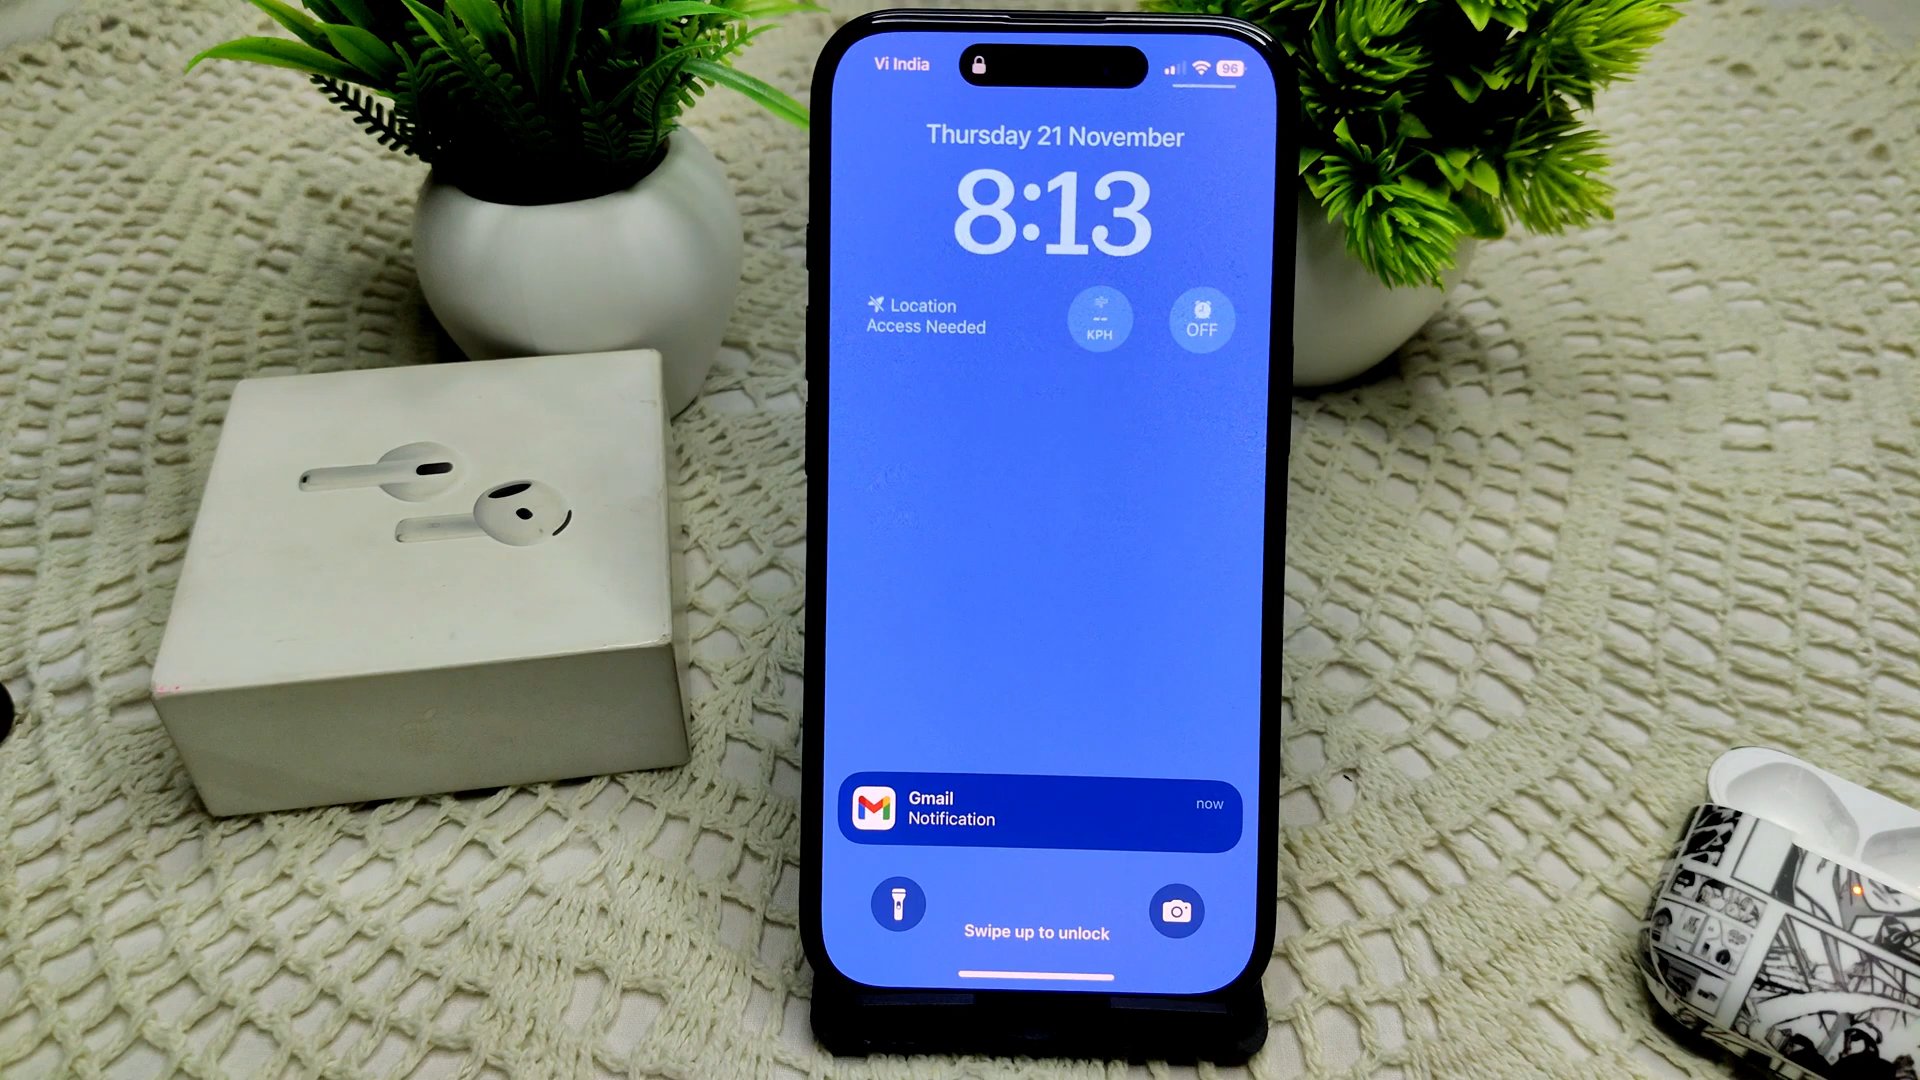 Vi India
96
Thursday 21 November
8:13
Location
Access Needed
--
KPH
OFF
Gmail
now
Notification
Swipe up to unlock